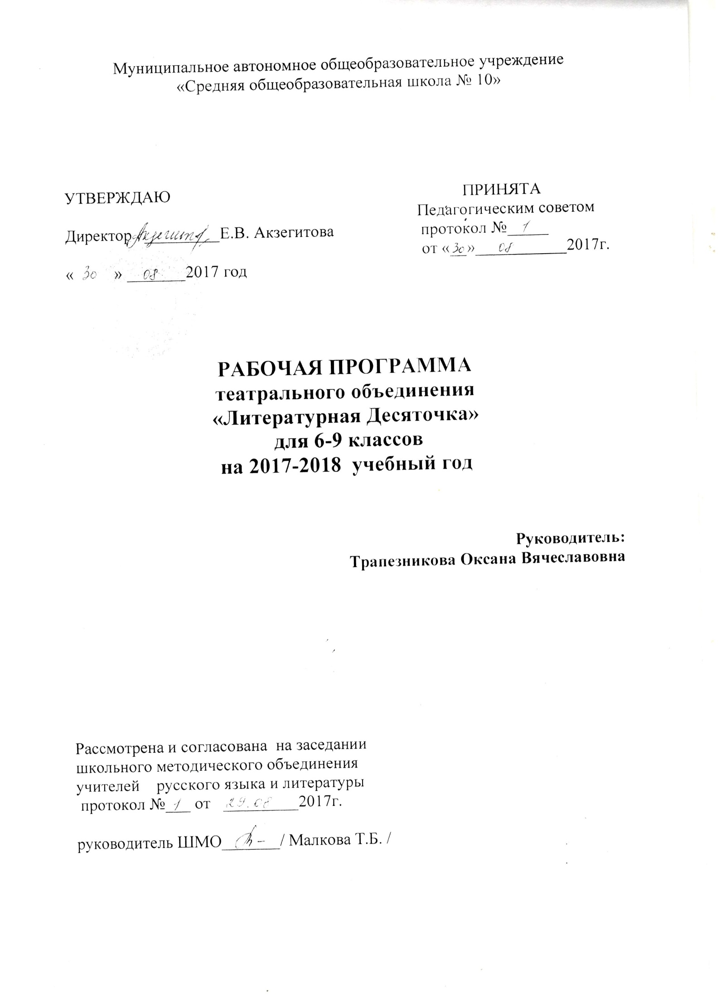 Муниципальное автономное общеобразовательное учреждение
«Средняя общеобразовательная школа № 10»
УТВЕРЖДАЮ
Директор Е.В. Акзегитова
« 30 » 08 2017 год
ПРИНЯТА
Педагогическим советом
протокол № 1
от «30» 08 2017г.
РАБОЧАЯ ПРОГРАММА
театрального объединения
«Литературная Десяточка»
для 6-9 классов
на 2017-2018 учебный год
Руководитель:
Трапезникова Оксана Вячеславовна
Рассмотрена и согласована на заседании
школьного методического объединения
учителей русского языка и литературы
протокол № 1 от 29.08 2017г.
руководитель ШМО / Малкова Т.Б. /